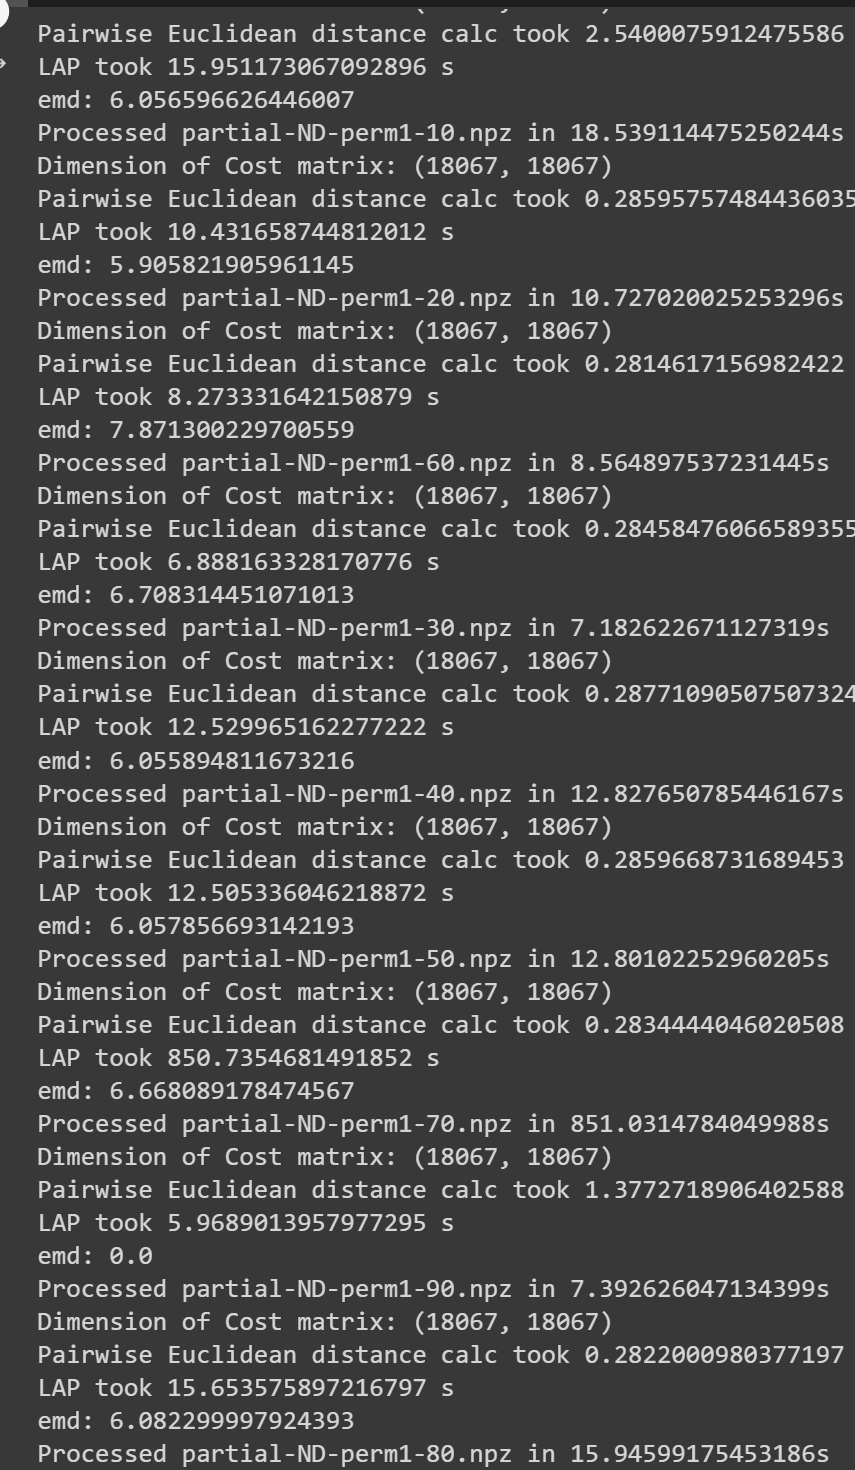 Pairwise Euclidean distance calc took 2.5400075912475586
LAP took 15.951173067092896 s
emd: 6.056596626446007
Processed partial-ND-perm1-10.npz in 18.539114475250244s
Dimension of Cost matrix: (18067, 18067)
Pairwise Euclidean distance calc took 0.28595757484436035
LAP took 10.431658744812012 s
emd: 5.905821905961145
Processed partial-ND-perm1-20.npz in 10.727020025253296s
Dimension of Cost matrix: (18067, 18067)
Pairwise Euclidean distance calc took 0.2814617156982422
LAP took 8.273331642150879 s
emd: 7.871300229700559
Processed partial-ND-perm1-60.npz in 8.564897537231445s
Dimension of Cost matrix: (18067, 18067)
Pairwise Euclidean distance calc took 0.28458476066589355
LAP took 6.888163328170776 s
emd: 6.708314451071013
Processed partial-ND-perm1-30.npz in 7.182622671127319s
Dimension of Cost matrix: (18067, 18067)
Pairwise Euclidean distance calc took 0.28771090507507324
LAP took 12.529965162277222 s
emd: 6.055894811673216
Processed partial-ND-perm1-40.npz in 12.827650785446167s
Dimension of Cost matrix: (18067, 18067)
Pairwise Euclidean distance calc took 0.2859668731689453
LAP took 12.505336046218872 s
emd: 6.057856693142193
Processed partial-ND-perm1-50.npz in 12.80102252960205s
Dimension of Cost matrix: (18067, 18067)
Pairwise Euclidean distance calc took 0.2834444046020508
LAP took 850.7354681491852 s
emd: 6.668089178474567
Processed partial-ND-perm1-70.npz in 851.0314784049988s
Dimension of Cost matrix: (18067, 18067)
Pairwise Euclidean distance calc took 1.3772718906402588
LAP took 5.9689013957977295 s
emd: 0.0
Processed partial-ND-perm1-90.npz in 7.392626047134399s
Dimension of Cost matrix: (18067, 18067)
Pairwise Euclidean distance calc took 0.2822000980377197
LAP took 15.653575897216797 s
emd: 6.082299997924393
Processed partial-ND-perm1-80.npz in 15.94599175453186s